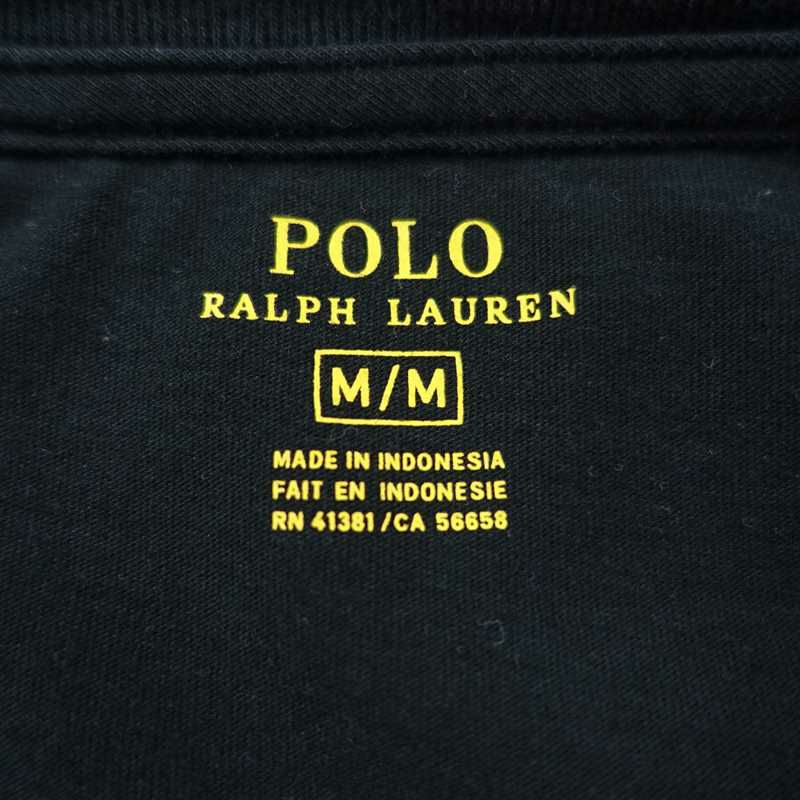 POLO
RALPH LAUREN
M/M
MADE IN INDONESIA
FAIT EN INDONESIE
RN 41381/CA 56658